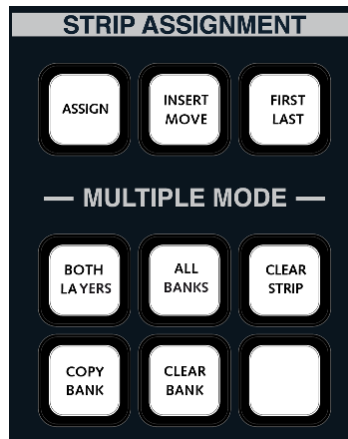 STRIP ASSIGNMENT
ASSIGN
INSERT
MOVE
FIRST
LAST
MULTIPLE MODE
BOTH
LAYERS
ALL
BANKS
CLEAR
STRIP
COPY
BANK
CLEAR
BANK